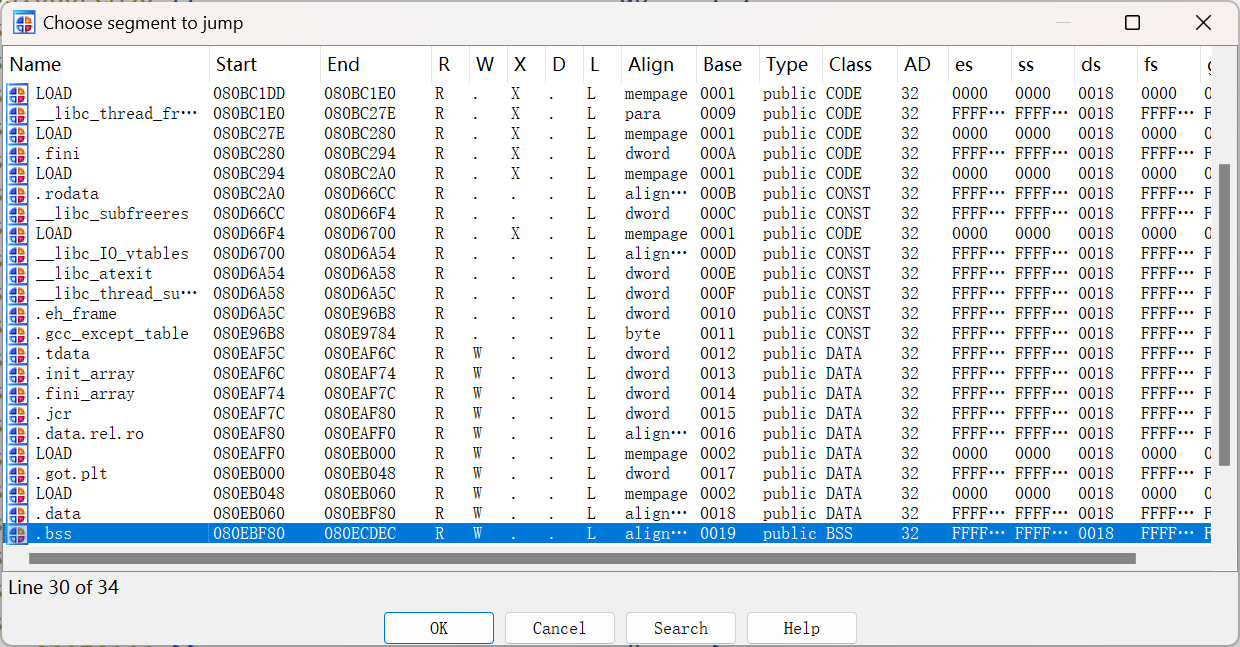 Choose segment to jump
Name Start End R W X D L Align Base Type Class AD es ss ds fs
LOAD 080BC1DD 080BC1E0 R . X . L mempage 0001 public CODE 32 0000 0000 0018 0000 0
__libc_thread_fr··· 080BC1E0 080BC27E R . X . L para 0009 public CODE 32 FFFF··· FFFF··· 0018 FFFF··· F
LOAD 080BC27E 080BC280 R . X . L mempage 0001 public CODE 32 0000 0000 0018 0000 0
.fini 080BC280 080BC294 R . X . L dword 000A public CODE 32 FFFF··· FFFF··· 0018 FFFF··· F
LOAD 080BC294 080BC2A0 R . X . L mempage 0001 public CODE 32 0000 0000 0018 0000 0
.rodata 080BC2A0 080D66CC R . . . L align··· 000B public CONST 32 FFFF··· FFFF··· 0018 FFFF··· F
__libc_subfreeres 080D66CC 080D66F4 R . . . L dword 000C public CONST 32 FFFF··· FFFF··· 0018 FFFF··· F
LOAD 080D66F4 080D6700 R . X . L mempage 0001 public CODE 32 0000 0000 0018 0000 0
__libc_IO_vtables 080D6700 080D6A54 R . . . L align··· 000D public CONST 32 FFFF··· FFFF··· 0018 FFFF··· F
__libc_atexit 080D6A54 080D6A58 R . . . L dword 000E public CONST 32 FFFF··· FFFF··· 0018 FFFF··· F
__libc_thread_su··· 080D6A58 080D6A5C R . . . L dword 000F public CONST 32 FFFF··· FFFF··· 0018 FFFF··· F
.eh_frame 080D6A5C 080E96B8 R . . . L dword 0010 public CONST 32 FFFF··· FFFF··· 0018 FFFF··· F
.gcc_except_table 080E96B8 080E9784 R . . . L byte 0011 public CONST 32 FFFF··· FFFF··· 0018 FFFF··· F
.tdata 080EAF5C 080EAF6C R W . . L dword 0012 public DATA 32 FFFF··· FFFF··· 0018 FFFF··· F
.init_array 080EAF6C 080EAF74 R W . . L dword 0013 public DATA 32 FFFF··· FFFF··· 0018 FFFF··· F
.fini_array 080EAF74 080EAF7C R W . . L dword 0014 public DATA 32 FFFF··· FFFF··· 0018 FFFF··· F
.jcr 080EAF7C 080EAF80 R W . . L dword 0015 public DATA 32 FFFF··· FFFF··· 0018 FFFF··· F
.data.rel.ro 080EAF80 080EAFF0 R W . . L align··· 0016 public DATA 32 FFFF··· FFFF··· 0018 FFFF··· F
LOAD 080EAFF0 080EB000 R W . . L mempage 0002 public DATA 32 0000 0000 0018 0000 0
.got.plt 080EB000 080EB048 R W . . L dword 0017 public DATA 32 FFFF··· FFFF··· 0018 FFFF··· F
LOAD 080EB048 080EB060 R W . . L mempage 0002 public DATA 32 0000 0000 0018 0000 0
.data 080EB060 080EBF80 R W . . L align··· 0018 public DATA 32 FFFF··· FFFF··· 0018 FFFF··· F
.bss 080EBF80 080ECDEC R W . . L align··· 0019 public BSS 32 FFFF··· FFFF··· 0018 FFFF··· F
Line 30 of 34
OK Cancel Search Help